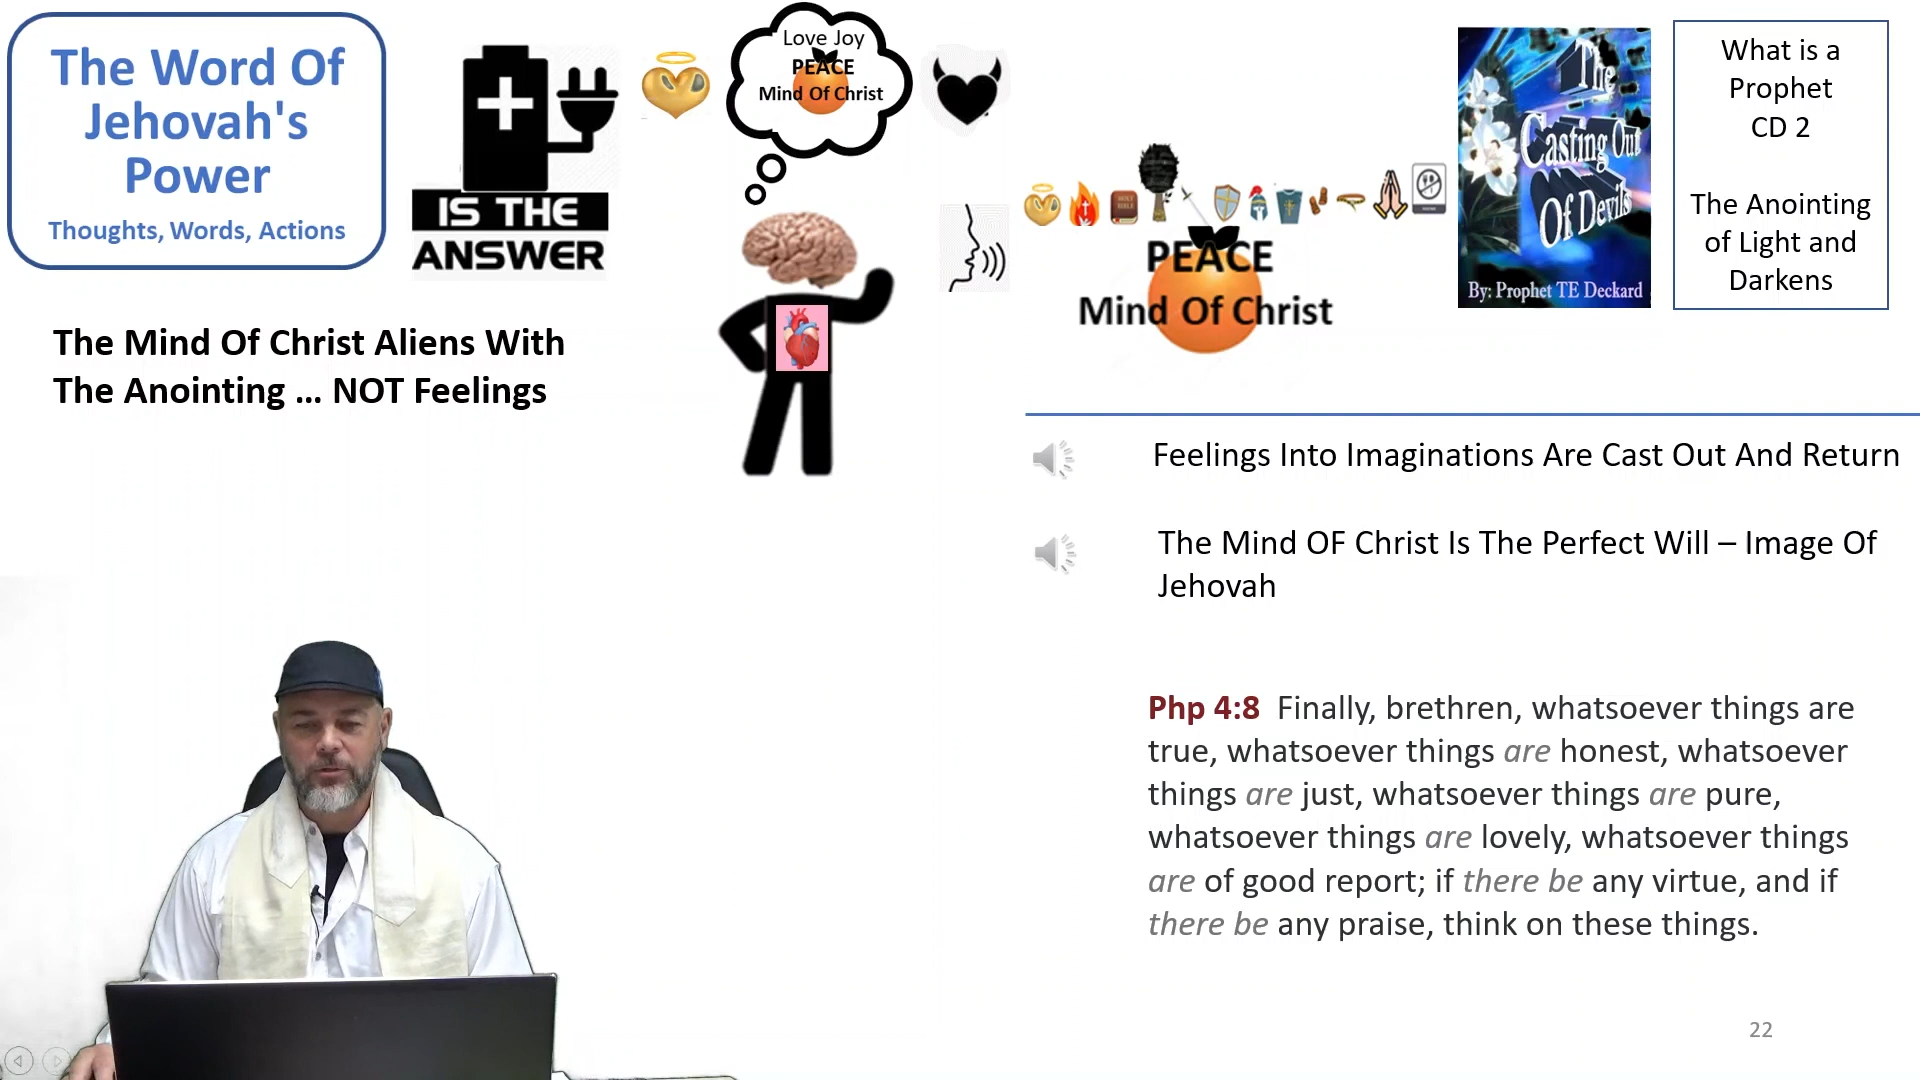 The Word Of
Jehovah's
Power
Thoughts, Words, Actions
IS THE
ANSWER
Love Joy
PEACE
Mind Of Christ
The Mind Of Christ Aliens With
The Anointing ... NOT Feelings
HOLY
BIBLE
PEACE
Mind Of Christ
The
Casting Out
Of Devils
By: Prophet TE Deckard
What is a
Prophet
CD 2
The Anointing
of Light and
Darkens
Feelings Into Imaginations Are Cast Out And Return
The Mind OF Christ Is The Perfect Will – Image Of
Jehovah
Php 4:8 Finally, brethren, whatsoever things are
true, whatsoever things are honest, whatsoever
things are just, whatsoever things are pure,
whatsoever things are lovely, whatsoever things
are of good report; if there be any virtue, and if
there be any praise, think on these things.
22